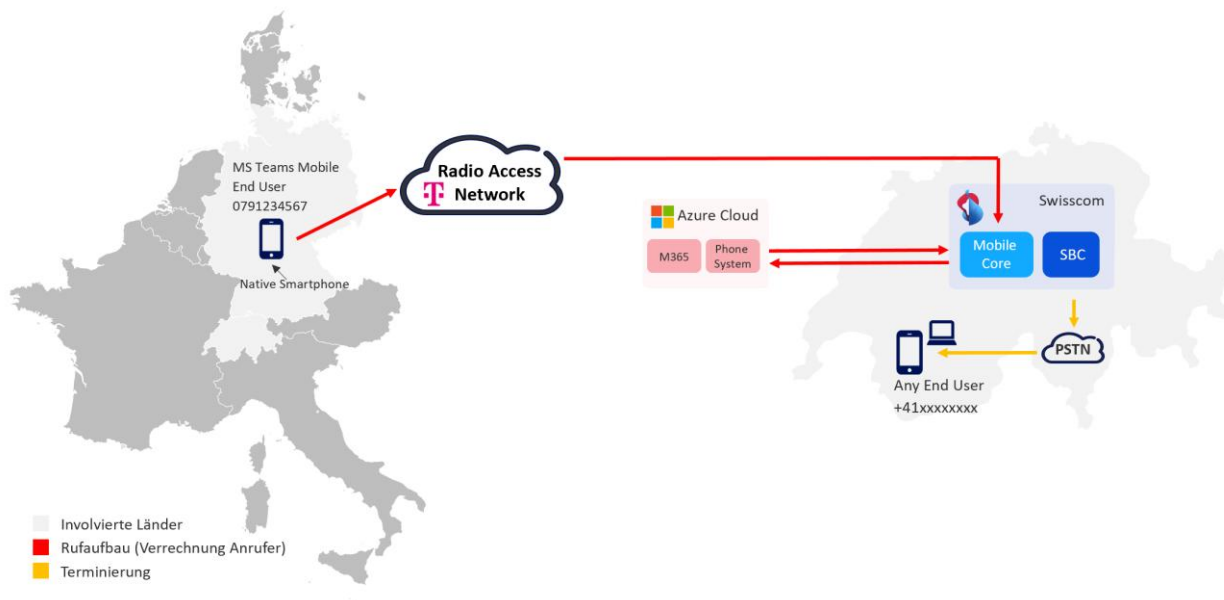 MS Teams Mobile
End User
0791234567
Native Smartphone
Radio Access
Network
Azure Cloud
M365
Phone
System
Swisscom
Mobile
Core
SBC
PSTN
Any End User
+41xxxxxxxx
Involvierte Länder
Rufaufbau (Verrechnung Anrufer)
Terminierung